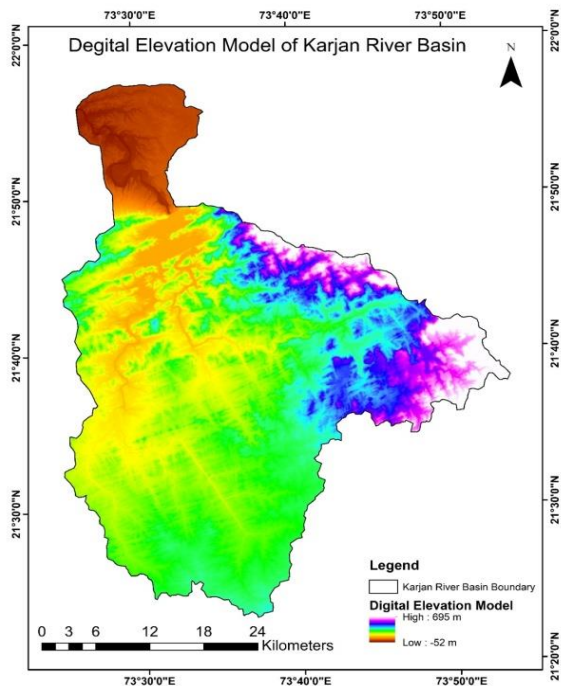 73°30'0"E 73°40'0"E 73°50'0"E
Degital Elevation Model of Karjan River Basin
N
22°0'0"N 22°0'0"N
21°50'0"N 21°50'0"N
21°40'0"N 21°40'0"N
21°30'0"N 21°30'0"N
21°20'0"N
Legend
Karjan River Basin Boundary
Digital Elevation Model
High : 695 m
Low : -52 m
0 3 6 12 18 24
Kilometers
73°30'0"E 73°40'0"E 73°50'0"E